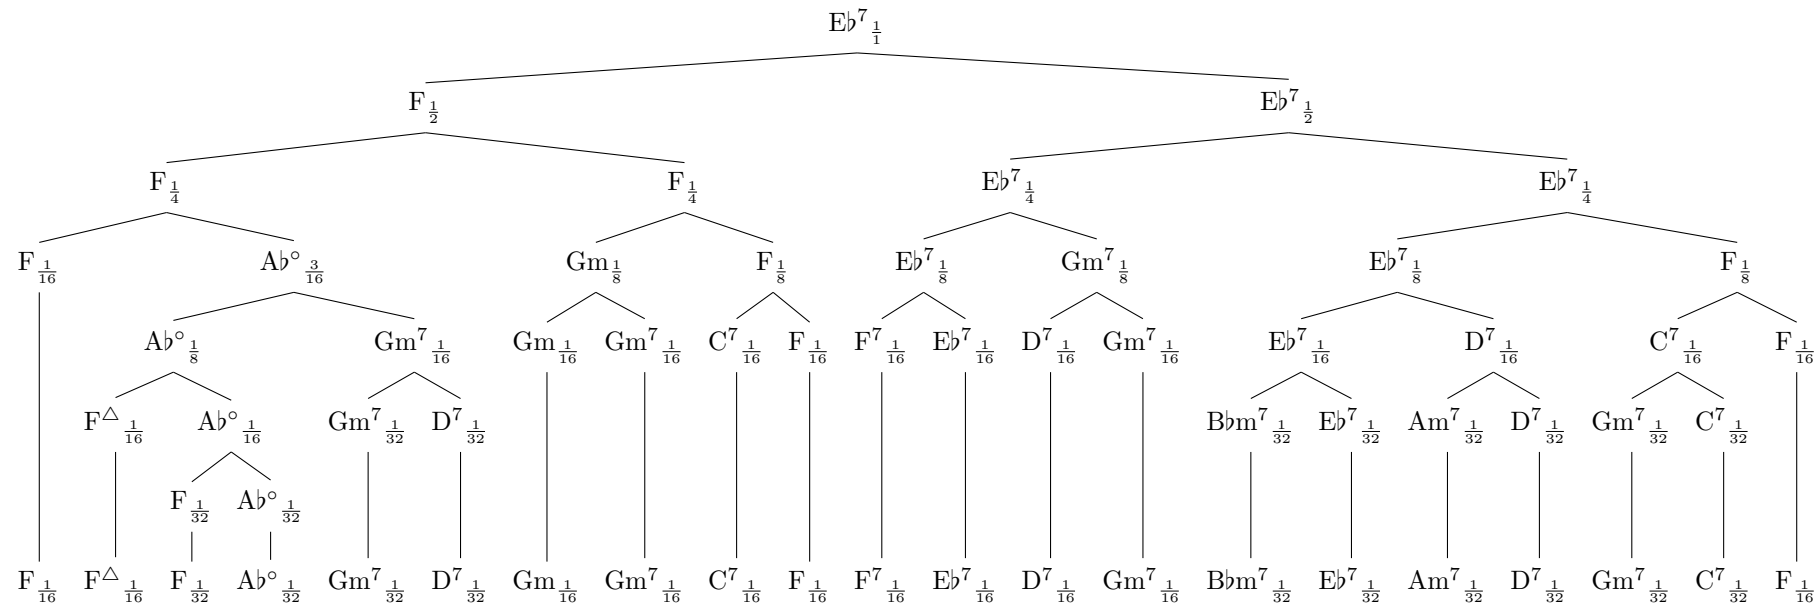 E♭⁷ 1/1
F 1/2 E♭⁷ 1/2
F 1/4 F 1/4 E♭⁷ 1/4 E♭⁷ 1/4
F 1/16 A♭° 3/16 Gm 1/8 F 1/8 E♭⁷ 1/8 Gm⁷ 1/8 E♭⁷ 1/8 F 1/8
A♭° 1/8 Gm⁷ 1/16 Gm 1/16 Gm⁷ 1/16 C⁷ 1/16 F 1/16 F⁷ 1/16 E♭⁷ 1/16 D⁷ 1/16 Gm⁷ 1/16 E♭⁷ 1/16 D⁷ 1/16 C⁷ 1/16 F 1/16
F△ 1/16 A♭° 1/16 Gm⁷ 1/32 D⁷ 1/32 B♭m⁷ 1/32 E♭⁷ 1/32 Am⁷ 1/32 D⁷ 1/32 Gm⁷ 1/32 C⁷ 1/32
F 1/32 A♭° 1/32
F 1/16 F△ 1/16 F 1/32 A♭° 1/32 Gm⁷ 1/32 D⁷ 1/32 Gm 1/16 Gm⁷ 1/16 C⁷ 1/16 F 1/16 F⁷ 1/16 E♭⁷ 1/16 D⁷ 1/16 Gm⁷ 1/16 B♭m⁷ 1/32 E♭⁷ 1/32 Am⁷ 1/32 D⁷ 1/32 Gm⁷ 1/32 C⁷ 1/32 F 1/16